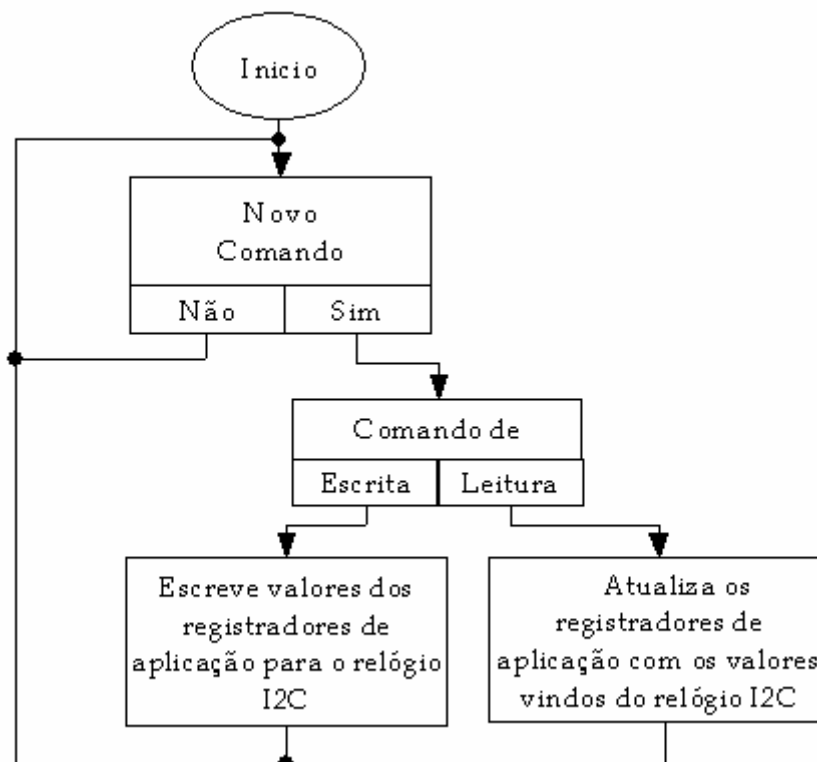 Inicio
Novo
Comando
Não
Sim
Comando de
Escrita
Leitura
Escreve valores dos
registradores de
aplicação para o relógio
I2C
Atualiza os
registradores de
aplicação com os valores
vindos do relógio I2C